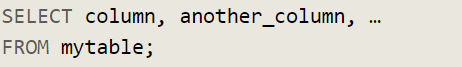 SELECT column, another_column, …
FROM mytable;